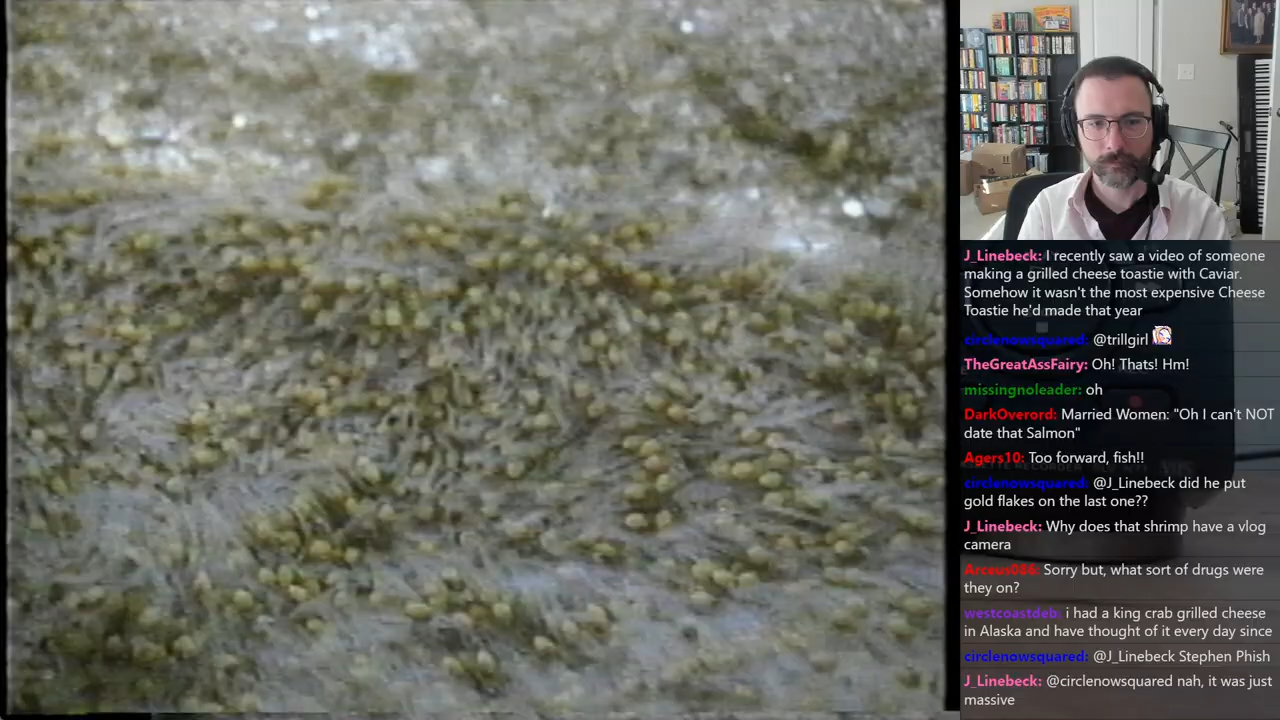 J_Linebeck: I recently saw a video of someone
making a grilled cheese toastie with Caviar.
Somehow it wasn't the most expensive Cheese
Toastie he'd made that year
circlenowsquared: @trillgirl
TheGreatAssFairy: Oh! Thats! Hm!
missingnoleader: oh
DarkOverord: Married Women: "Oh I can't NOT
date that Salmon"
Agers10: Too forward, fish!!
circlenowsquared: @J_Linebeck did he put
gold flakes on the last one??
J_Linebeck: Why does that shrimp have a vlog
camera
Arceus086: Sorry but, what sort of drugs were
they on?
westcoastdeb: i had a king crab grilled cheese
in Alaska and have thought of it every day since
circlenowsquared: @J_Linebeck Stephen Phish
J_Linebeck: @circlenowsquared nah, it was just
massive